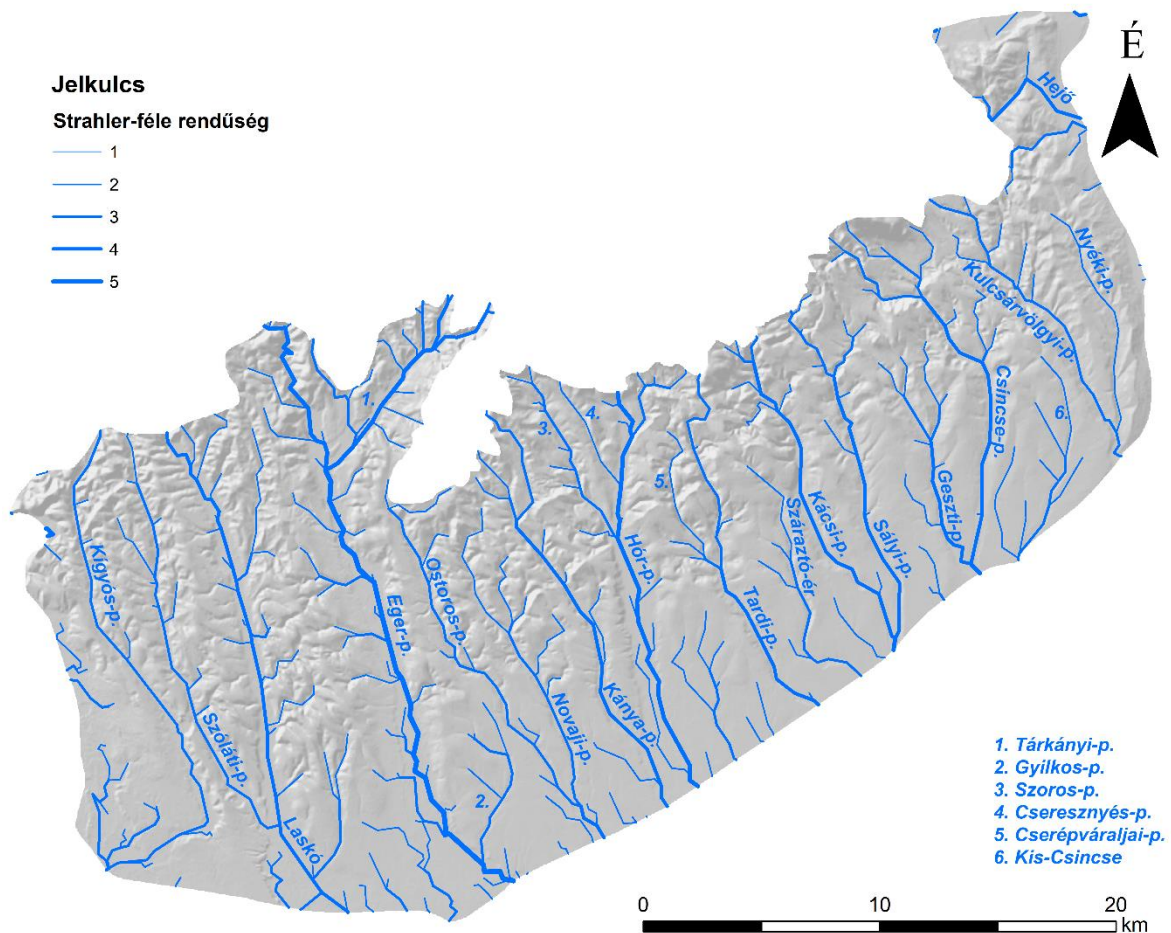 É
Jelkulcs
Strahler-féle rendűség
1
2
3
4
5
Hejő
Nyéki-p.
Kulcsárvölgyi-p.
Csincse-p.
6.
Geszti-p.
Sályi-p.
Kácsi-p.
Száraztó-ér
Tardi-p.
5.
4.
3.
Hór-p.
Kánya-p.
Novaji-p.
Ostoros-p.
2.
1.
Eger-p.
Laskó
Szóláti-p.
Kígyós-p.
1. Tárkányi-p.
2. Gyilkos-p.
3. Szoros-p.
4. Cseresznyés-p.
5. Cserépváraljai-p.
6. Kis-Csincse
0 10 20
km